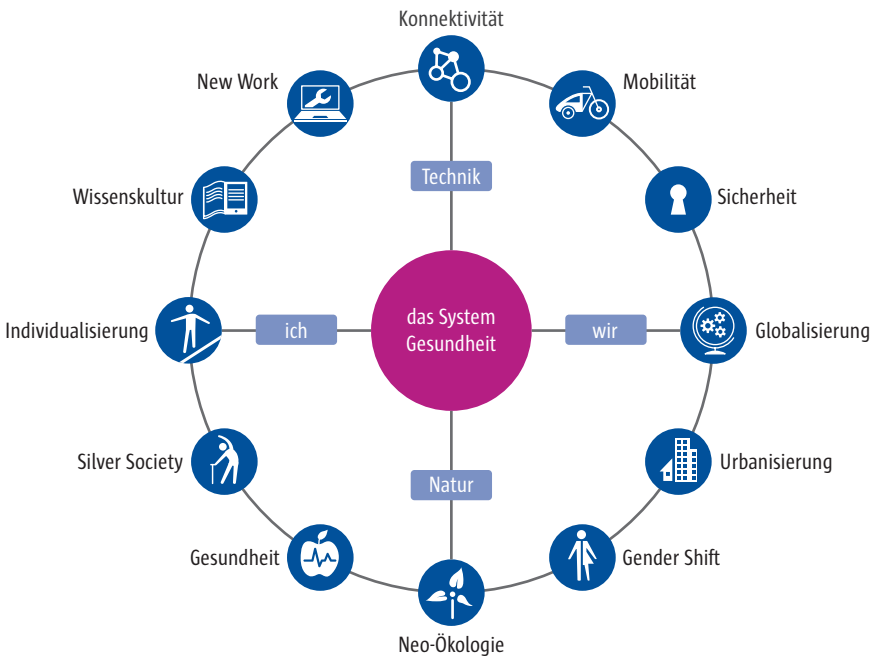 Konnektivität
New Work
Mobilität
Technik
Wissenskultur
Sicherheit
das System
Gesundheit
Individualisierung
ich
wir
Globalisierung
Silver Society
Urbanisierung
Natur
Gesundheit
Gender Shift
Neo-Ökologie